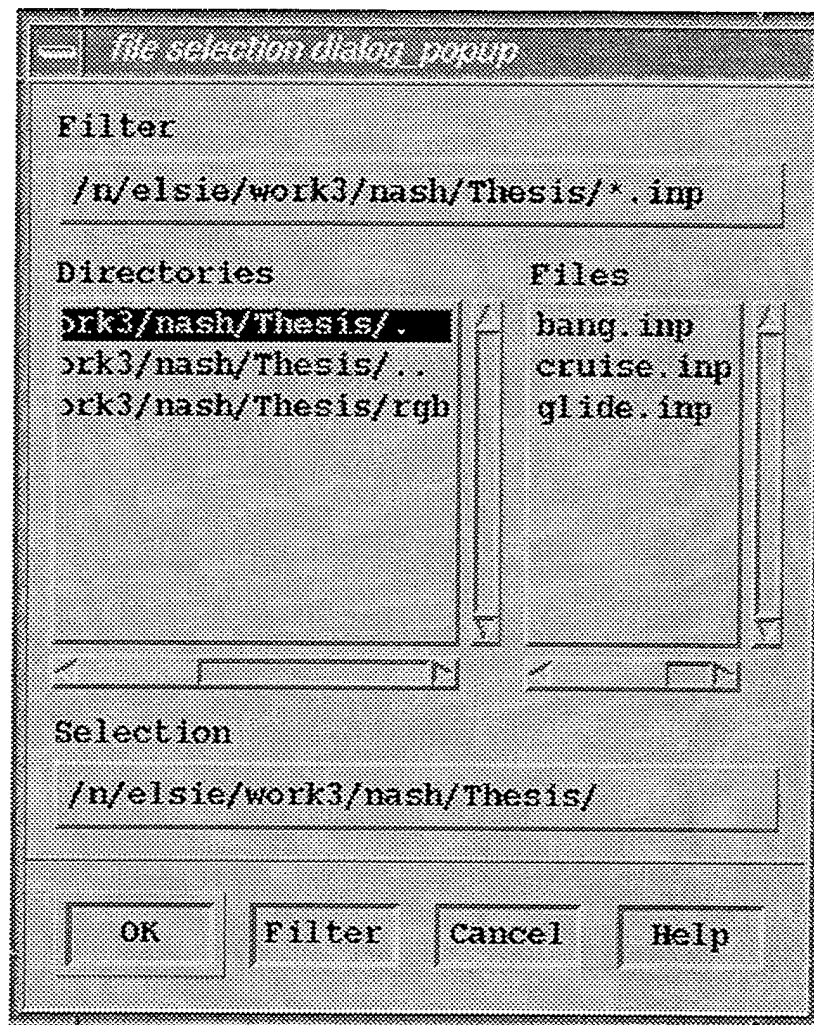 file selection dialog_popup
Filter
/n/elsie/work3/nash/Thesis/*.inp
Directories
ork3/nash/Thesis/.
ork3/nash/Thesis/..
ork3/nash/Thesis/rgb
Files
bang.inp
cruise.inp
glide.inp
Selection
/n/elsie/work3/nash/Thesis/
OK
Filter
Cancel
Help